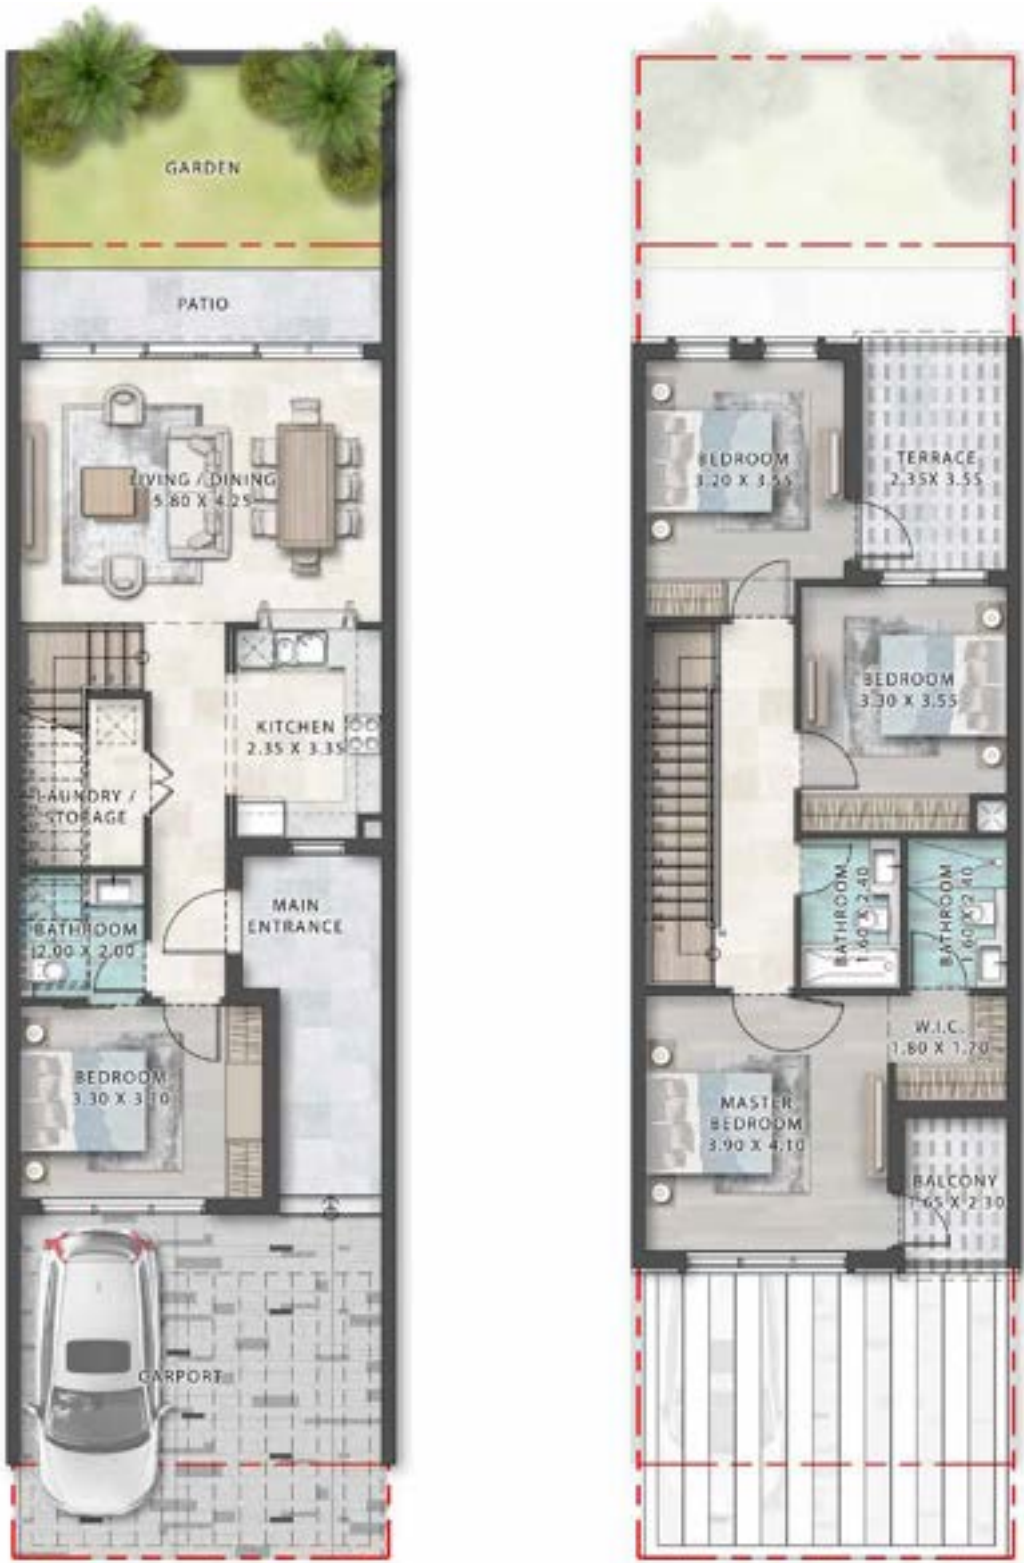 GARDEN
PATIO
LIVING / DINING
5.80 X 4.25
KITCHEN
2.35 X 3.35
LAUNDRY /
STORAGE
MAIN
ENTRANCE
BATHROOM
2.00 X 2.00
BEDROOM
3.30 X 3.10
CARPORT
BEDROOM
3.20 X 3.55
TERRACE
2.35X 3.55
BEDROOM
3.30 X 3.55
BATHROOM
1.60 X 2.40
BATHROOM
1.60 X 2.40
W.I.C.
1.80 X 1.70
MASTER
BEDROOM
3.90 X 4.10
BALCONY
1.65 X 2.30